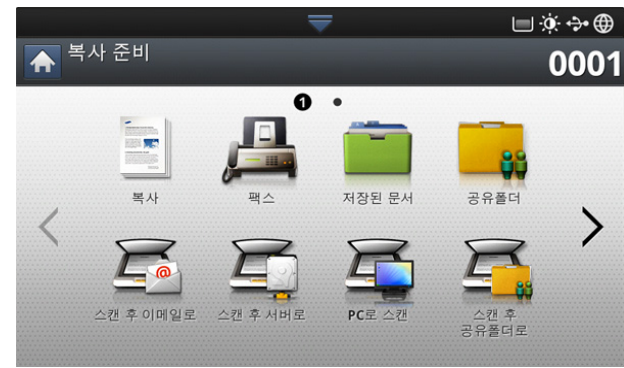 복사 준비
0001
1
복사
팩스
저장된 문서
공유폴더
스캔 후 이메일로
스캔 후 서버로
PC로 스캔
스캔 후
공유폴더로